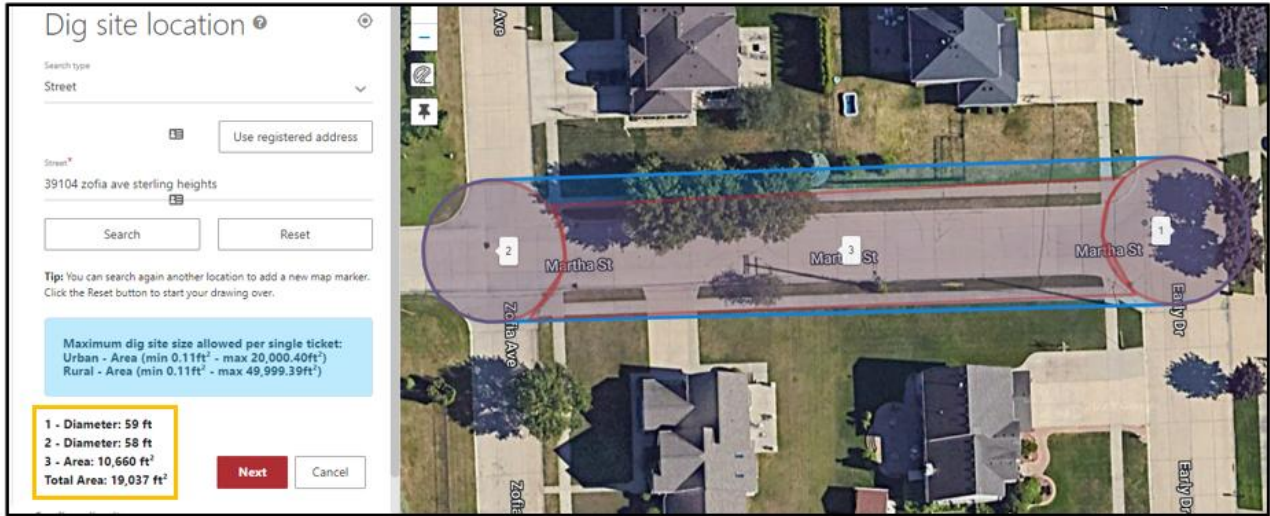 Dig site location
Search type
Street
Use registered address
Street*
39104 zofia ave sterling heights
Search
Reset
Tip: You can search again another location to add a new map marker.
Click the Reset button to start your drawing over.
Maximum dig site size allowed per single ticket:
Urban - Area (min 0.11ft² - max 20,000.40ft²)
Rural - Area (min 0.11ft² - max 49,999.39ft²)
1 - Diameter: 59 ft
2 - Diameter: 58 ft
3 - Area: 10,660 ft²
Total Area: 19,037 ft²
Next
Cancel
Ave
2
Martha St
Martha St
3
Martha St
1
Zofia Ave
Early Dr
Zofia
Early Dr